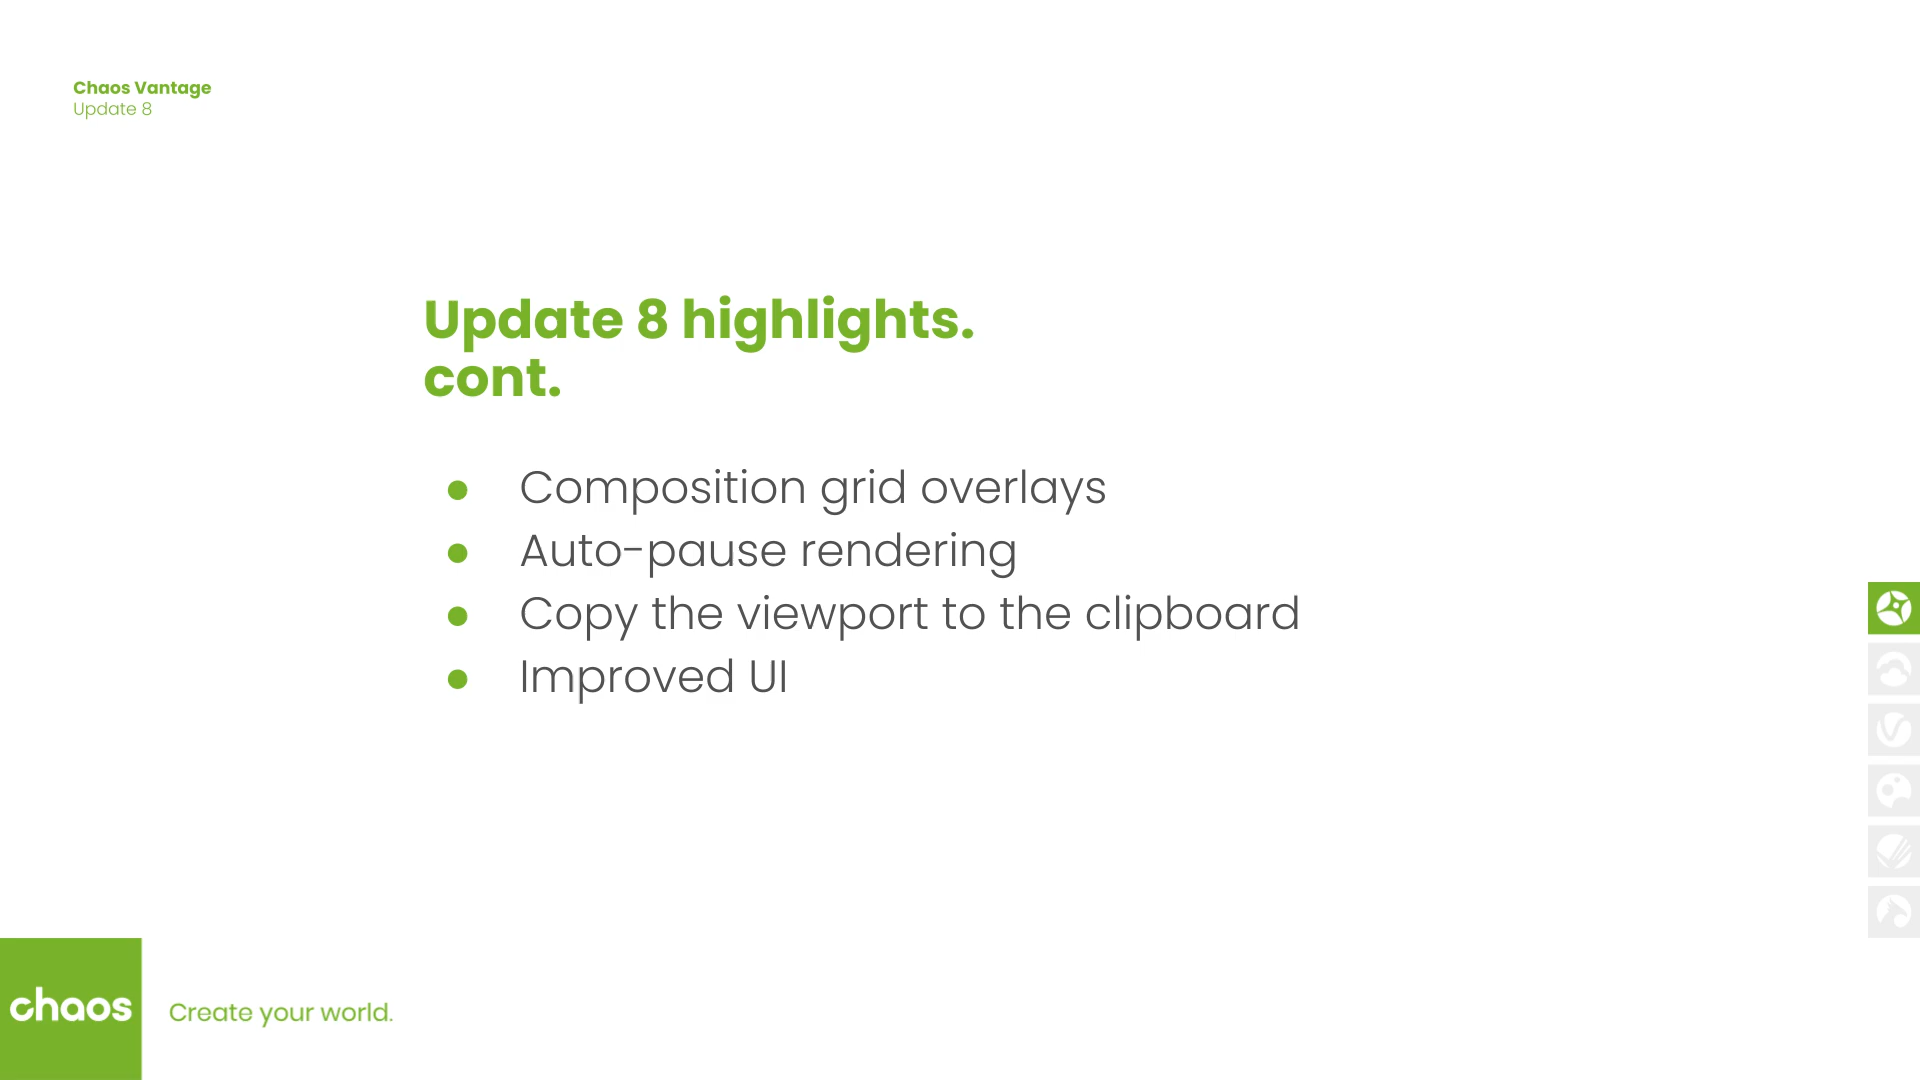 Chaos Vantage
Update 8
Update 8 highlights.
cont.
● Composition grid overlays
● Auto-pause rendering
● Copy the viewport to the clipboard
● Improved UI
chaos
Create your world.